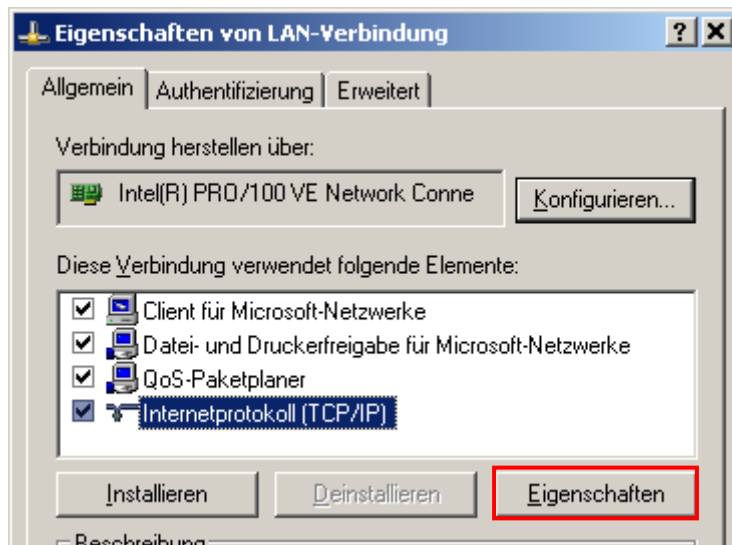 Eigenschaften von LAN-Verbindung
Allgemein Authentifizierung Erweitert
Verbindung herstellen über:
Intel(R) PRO/100 VE Network Conne
Konfigurieren...
Diese Verbindung verwendet folgende Elemente:
Client für Microsoft-Netzwerke
Datei- und Druckerfreigabe für Microsoft-Netzwerke
QoS-Paketplaner
Internetprotokoll (TCP/IP)
Installieren Deinstallieren Eigenschaften
Beschreibung